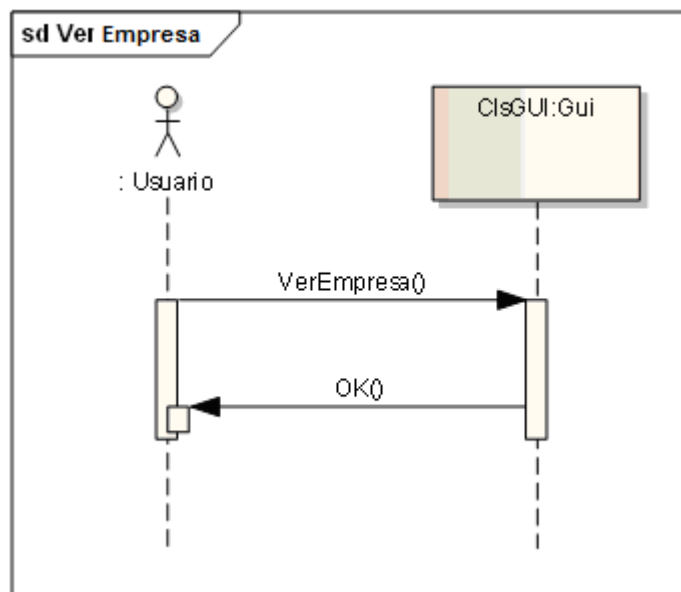 sd Ver Empresa
ClsGUI:Gui
: Usuario
VerEmpresa()
OK()